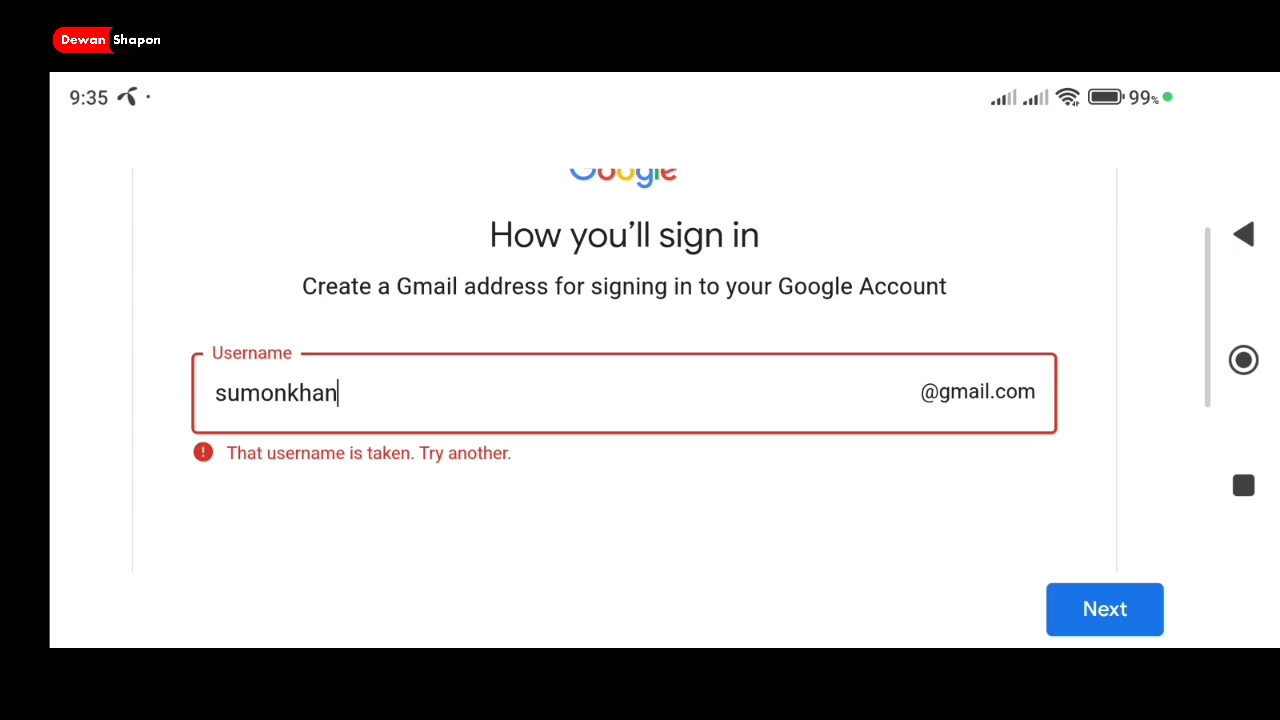 Dewan Shapon
9:35
99%
Google
How you'll sign in
Create a Gmail address for signing in to your Google Account
Username
sumonkhan
@gmail.com
That username is taken. Try another.
Next